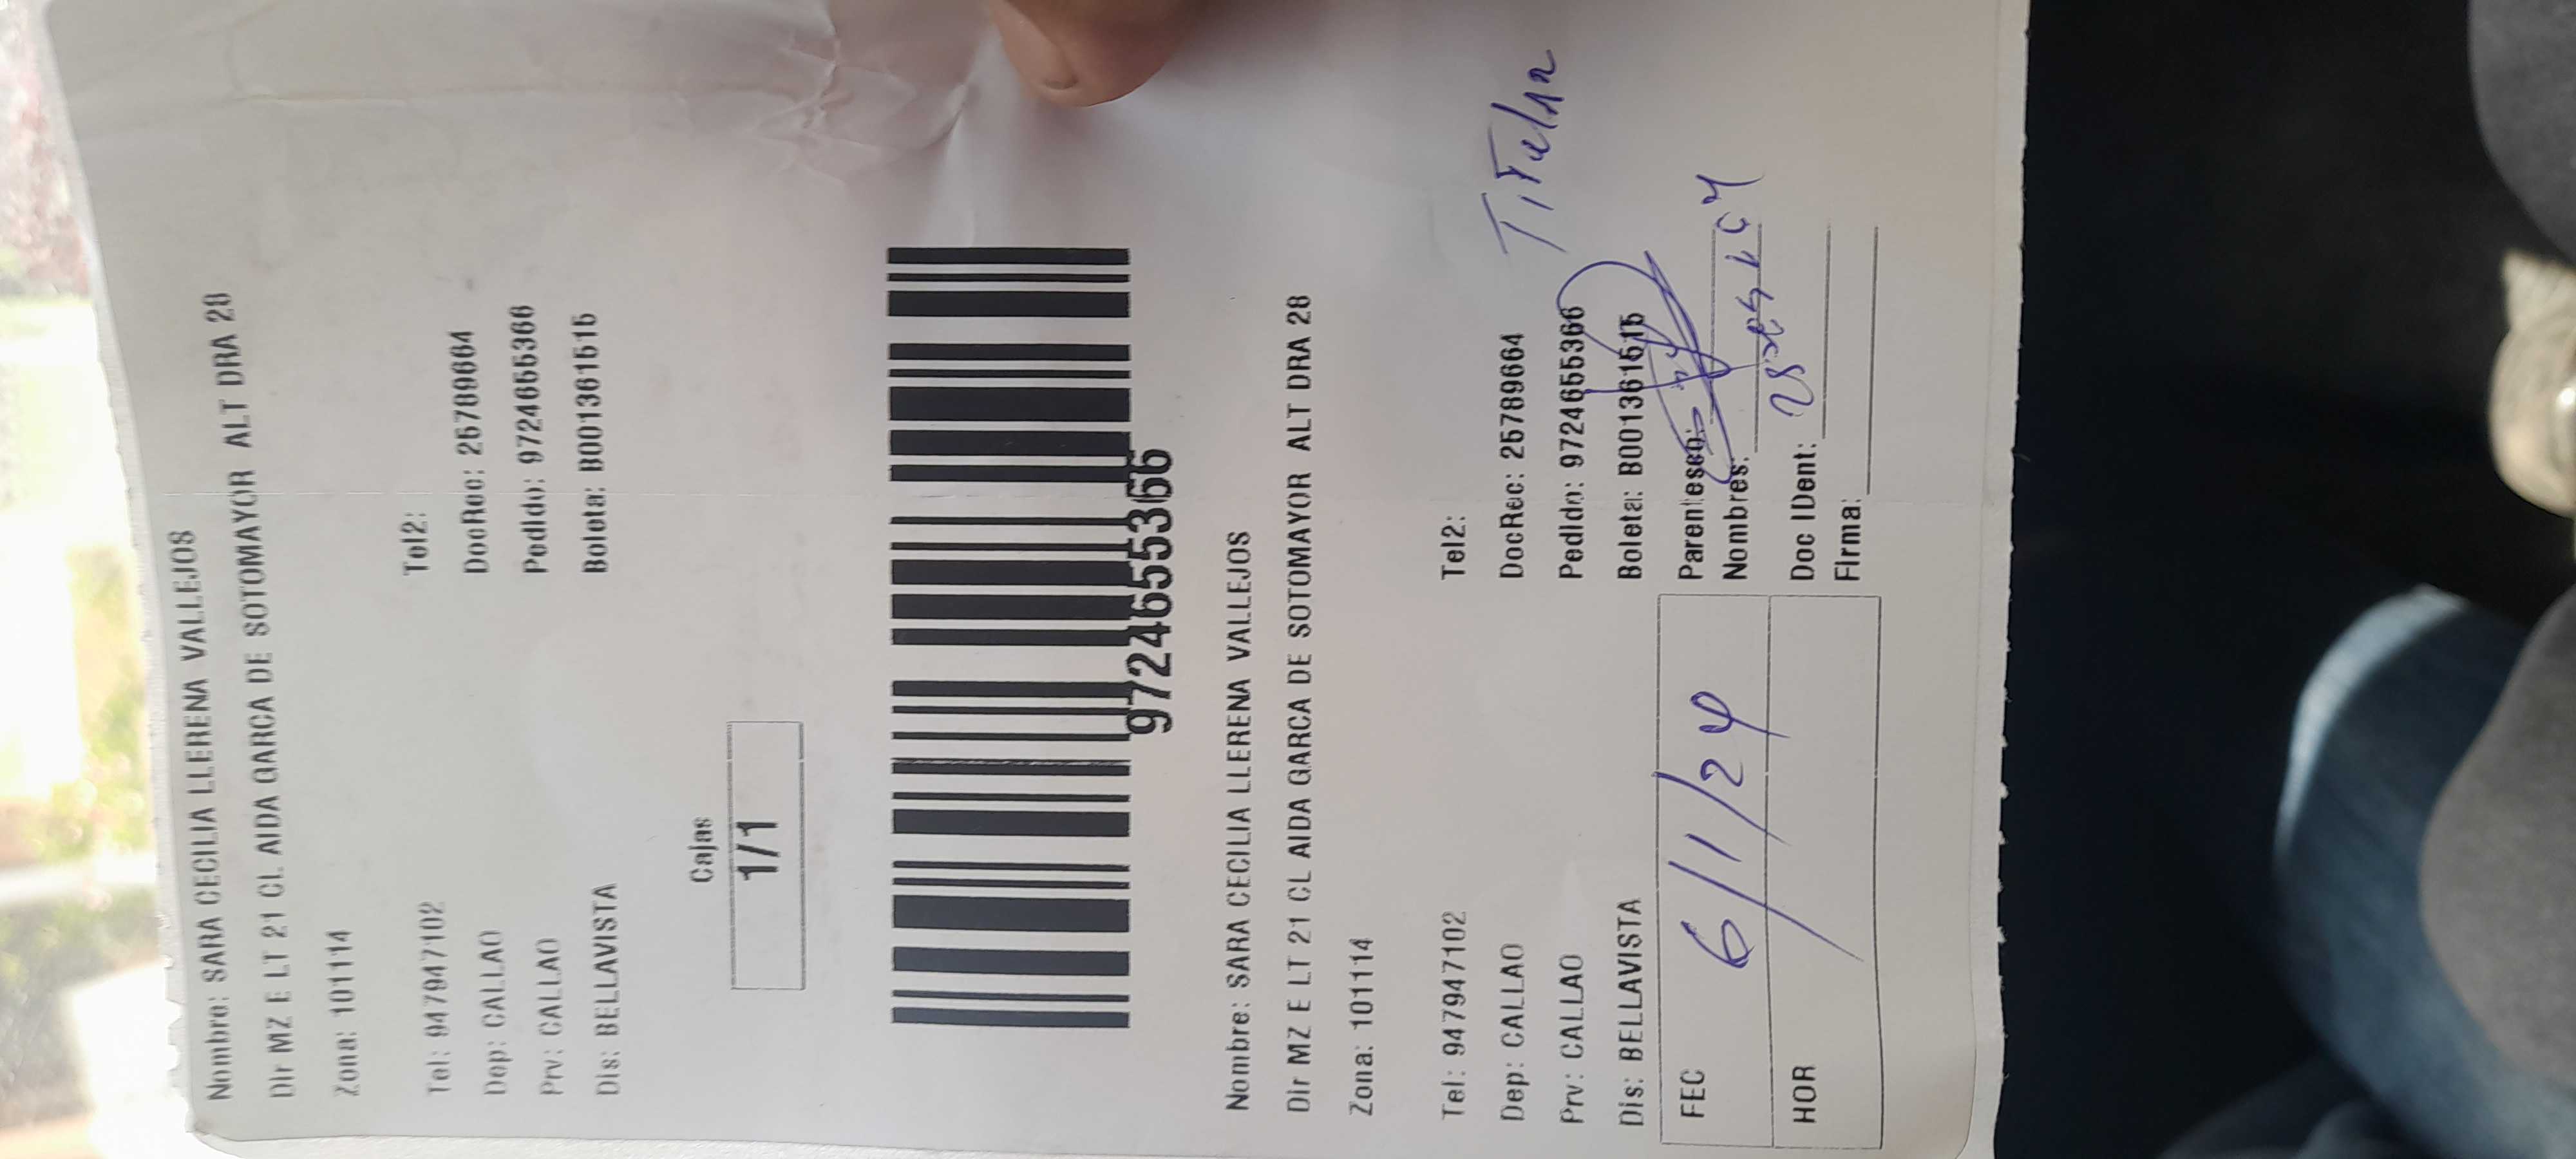 Nombre: SARA CECILIA LLERENA VALLEJOS
Dir MZ E LT 21 CL AIDA GARCA DE SOTOMAYOR ALT DRA 28
Zona: 101114
Tel: 947947102 Tel2:
Dep: CALLAO DocRec: 25789664
Prv: CALLAO Pedido: 9724655366
Dis: BELLAVISTA Boleta: B001361515
Cajas
1/1
9724655366
Nombre: SARA CECILIA LLERENA VALLEJOS
Dir MZ E LT 21 CL AIDA GARCA DE SOTOMAYOR ALT DRA 28
Zona: 101114
Tel: 947947102 Tel2:
Dep: CALLAO DocRec: 25789664 Titular
Prv: CALLAO Pedido: 9724655366
Dis: BELLAVISTA Boleta: B001361515
FEC 6/1/24 Parentesco:
Nombres:
HOR Doc IDent:
Firma: